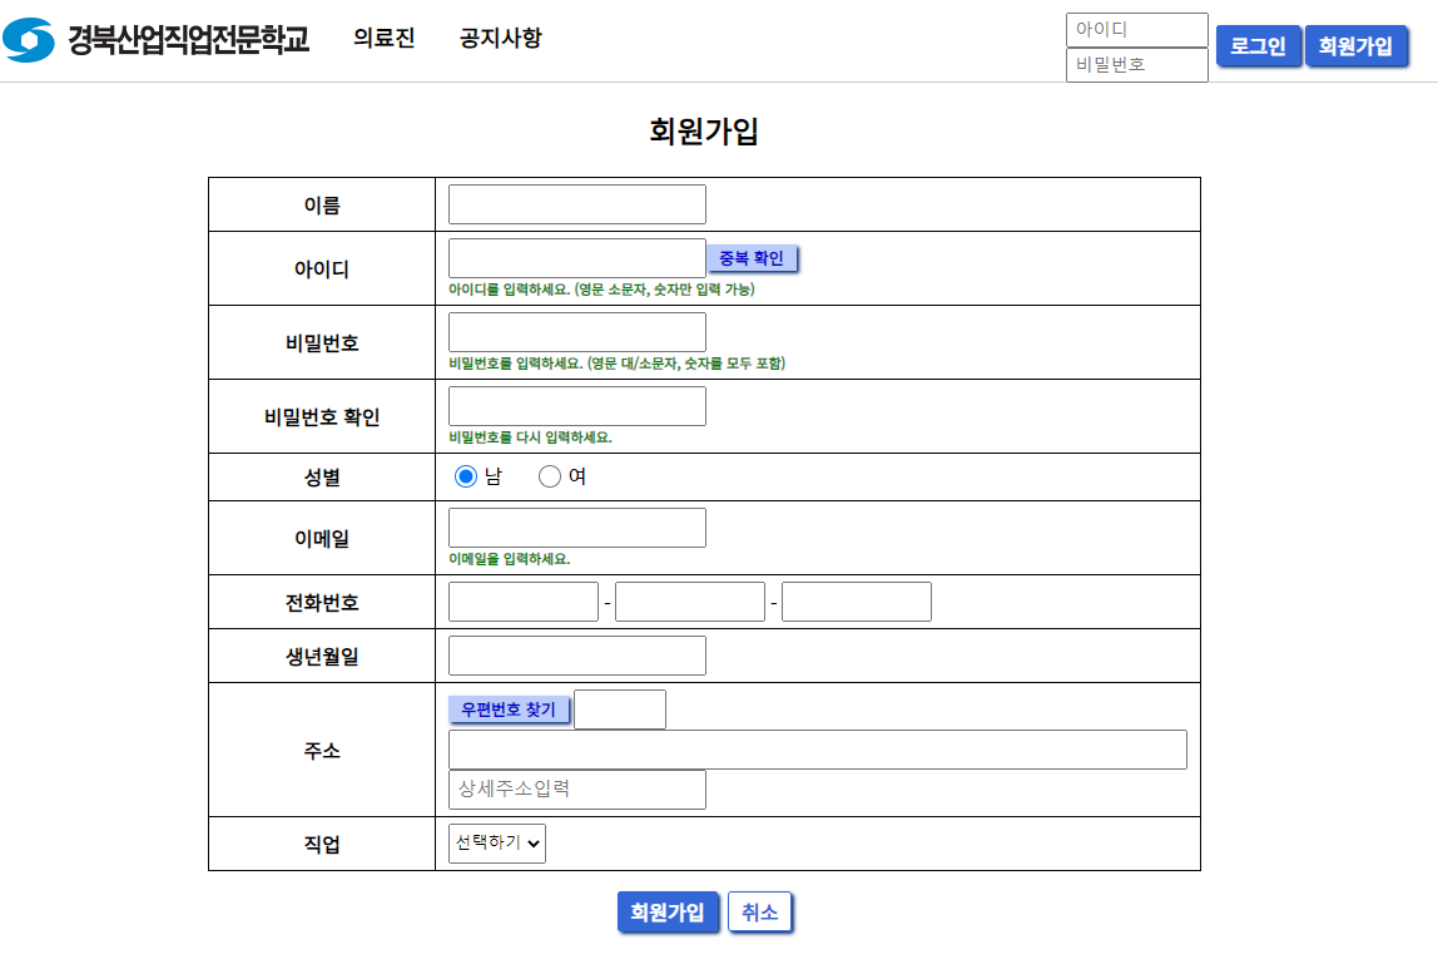 경북산업직업전문학교 의료진 공지사항
아이디
비밀번호
로그인 회원가입
회원가입
이름
아이디 중복 확인
아이디를 입력하세요. (영문 소문자, 숫자만 입력 가능)
비밀번호
비밀번호를 입력하세요. (영문 대/소문자, 숫자를 모두 포함)
비밀번호 확인
비밀번호를 다시 입력하세요.
성별 남 여
이메일
이메일을 입력하세요.
전화번호 - -
생년월일
주소 우편번호 찾기
상세주소입력
직업 선택하기
회원가입 취소